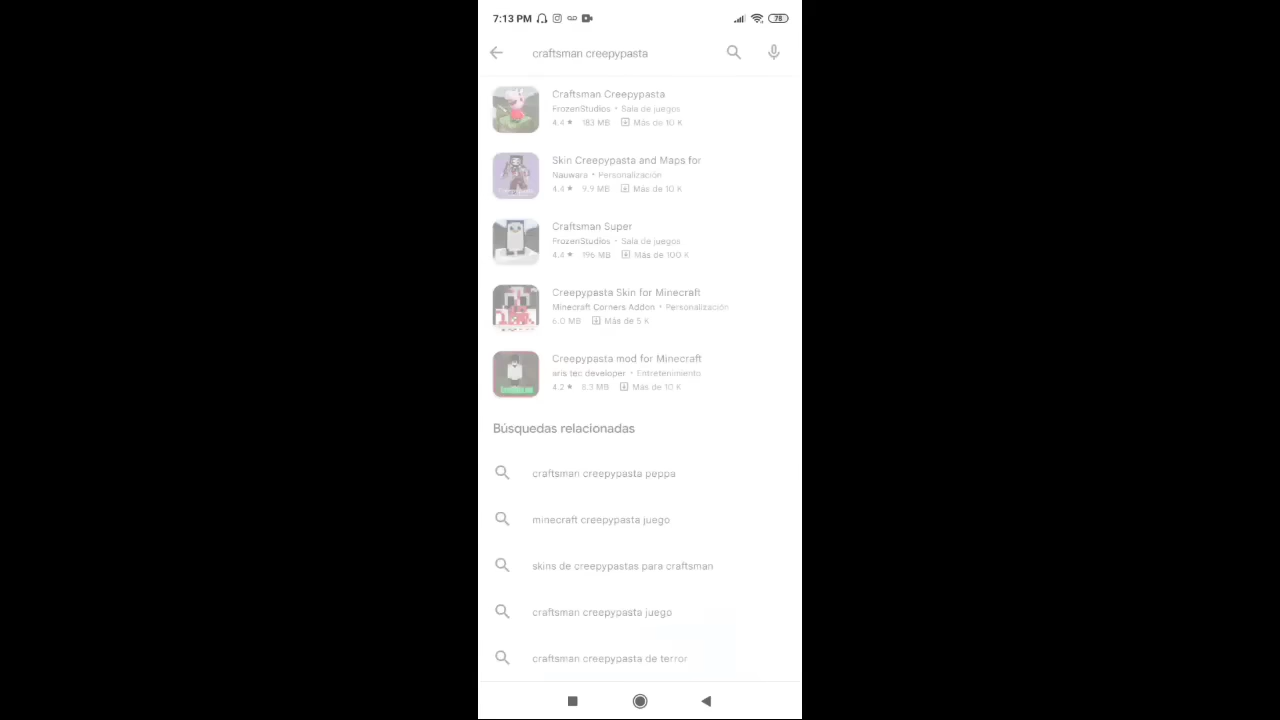 7:13 PM
78
craftsman creepypasta
Craftsman Creepypasta
FrozenStudios • Sala de juegos
4.4 ★ 183 MB Más de 10 K
Skin Creepypasta and Maps for
Nauwara • Personalización
4.4 ★ 9.9 MB Más de 10 K
Craftsman Super
FrozenStudios • Sala de juegos
4.4 ★ 196 MB Más de 100 K
Creepypasta Skin for Minecraft
Minecraft Corners Addon • Personalización
6.0 MB Más de 5 K
Creepypasta mod for Minecraft
aris tec developer • Entretenimiento
4.2 ★ 8.3 MB Más de 10 K
Búsquedas relacionadas
craftsman creepypasta peppa
minecraft creepypasta juego
skins de creepypastas para craftsman
craftsman creepypasta juego
craftsman creepypasta de terror